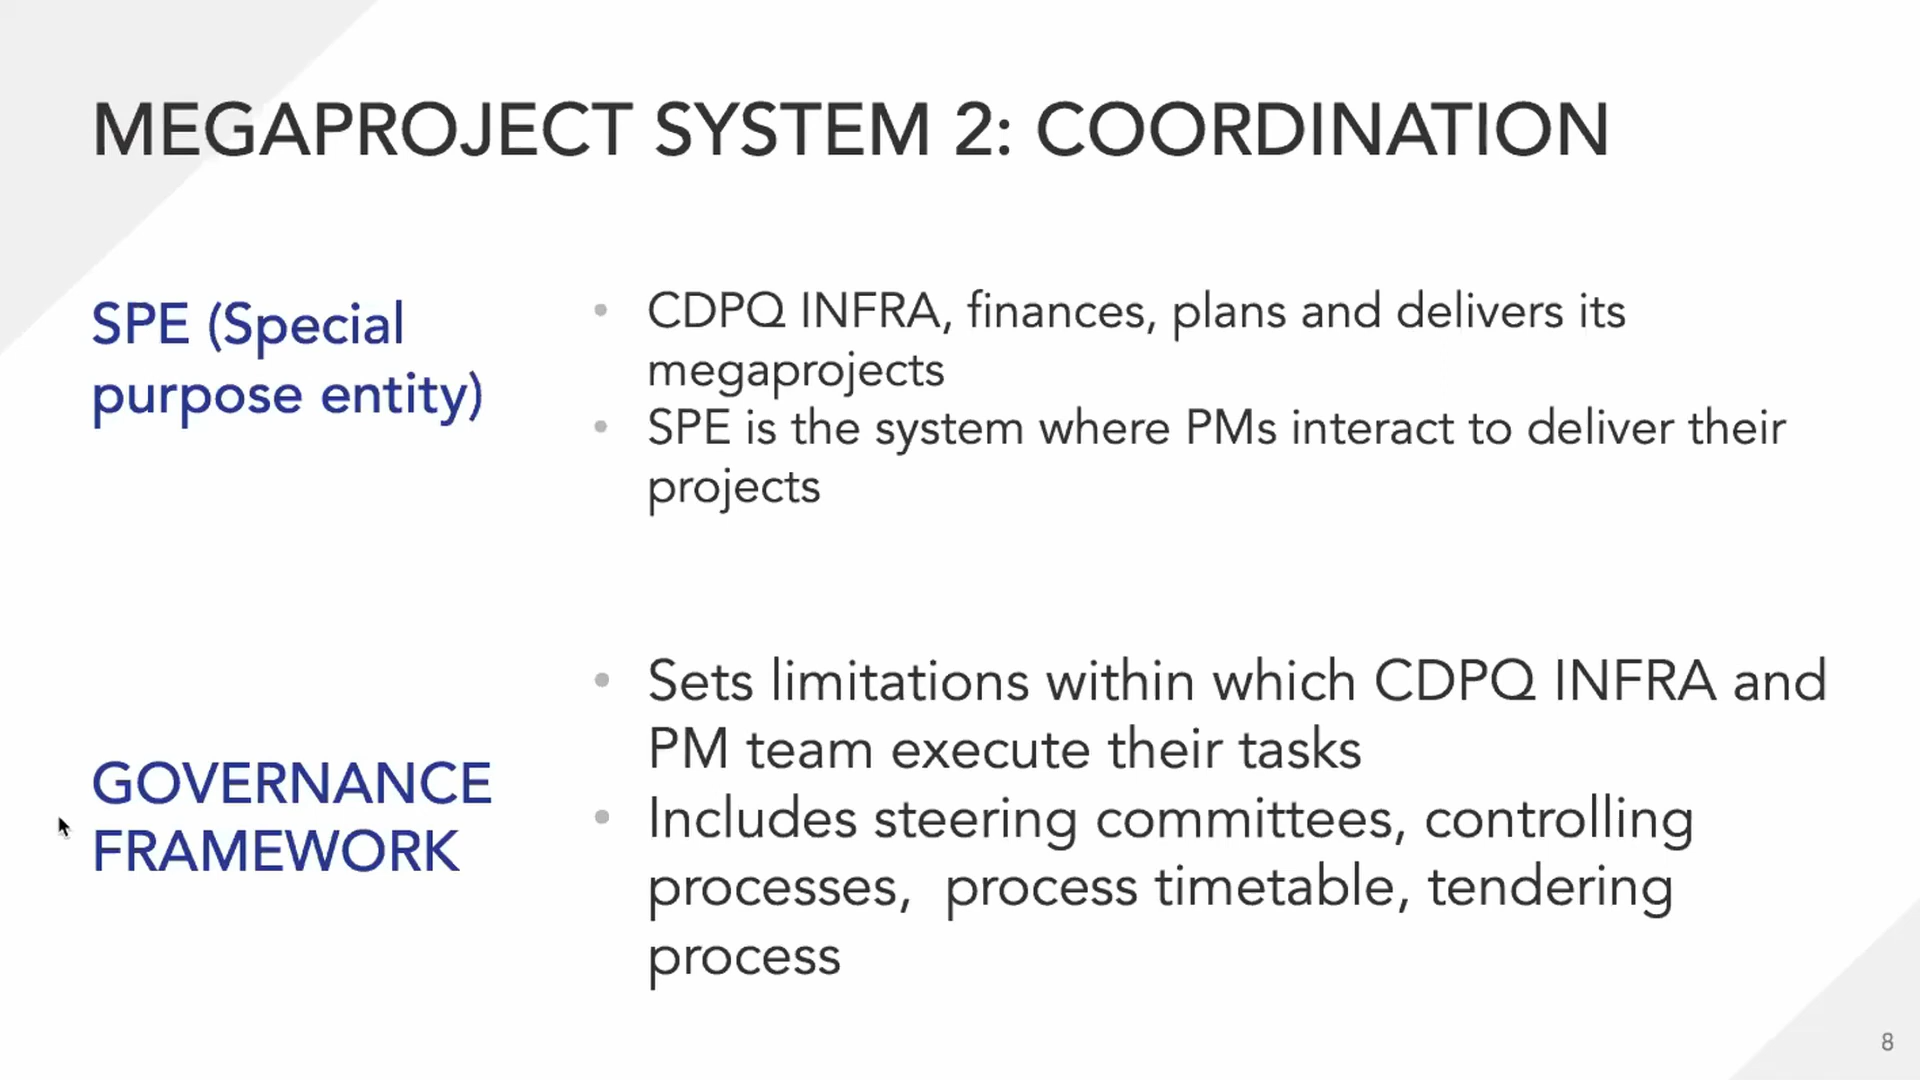 MEGAPROJECT SYSTEM 2: COORDINATION
SPE (Special
purpose entity)
• CDPQ INFRA, finances, plans and delivers its
megaprojects
• SPE is the system where PMs interact to deliver their
projects
GOVERNANCE
FRAMEWORK
• Sets limitations within which CDPQ INFRA and
PM team execute their tasks
• Includes steering committees, controlling
processes,  process timetable, tendering
process
8